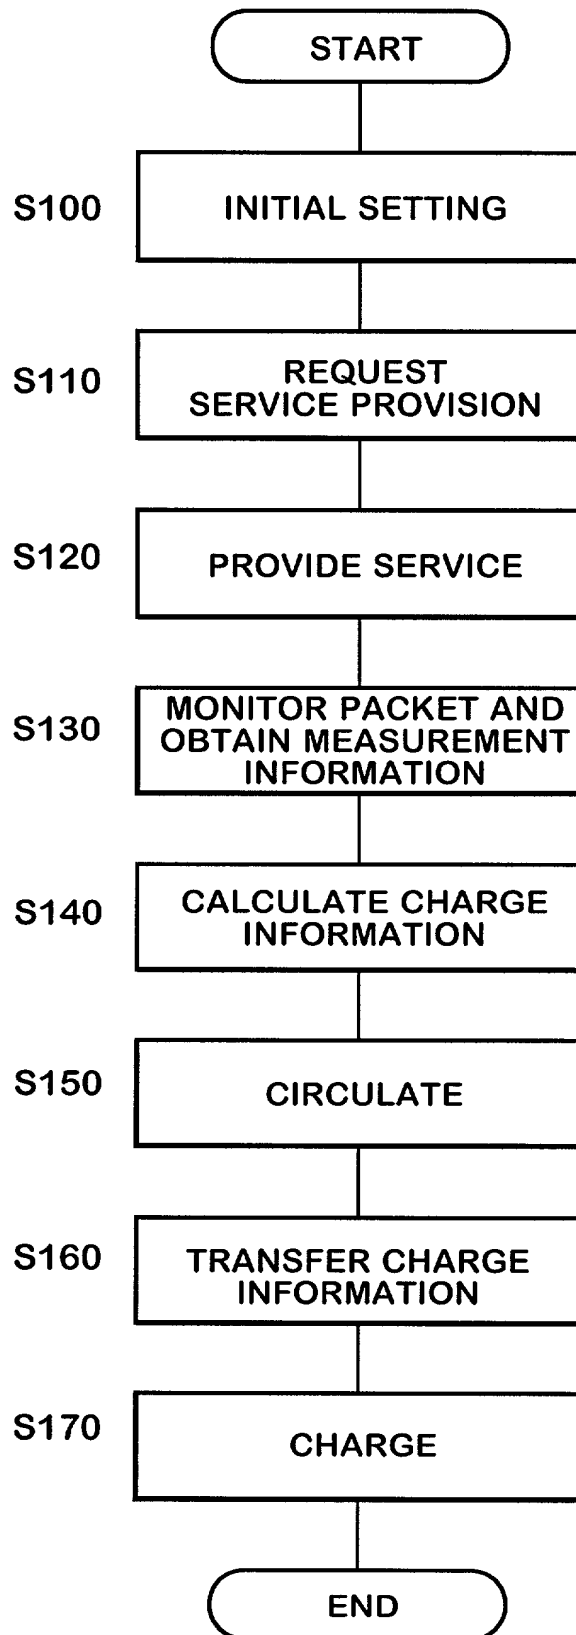 START
S100
INITIAL SETTING
S110
REQUEST
SERVICE PROVISION
S120
PROVIDE SERVICE
S130
MONITOR PACKET AND
OBTAIN MEASUREMENT
INFORMATION
S140
CALCULATE CHARGE
INFORMATION
S150
CIRCULATE
S160
TRANSFER CHARGE
INFORMATION
S170
CHARGE
END